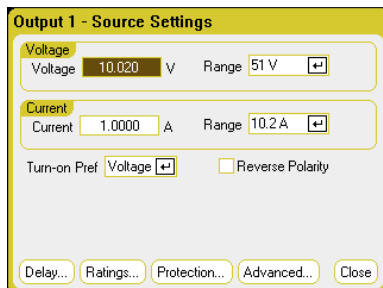 Output 1 - Source Settings
Voltage
Voltage 10.020 V Range 51 V
Current
Current 1.0000 A Range 10.2 A
Turn-on Pref Voltage Reverse Polarity
Delay... Ratings... Protection... Advanced... Close